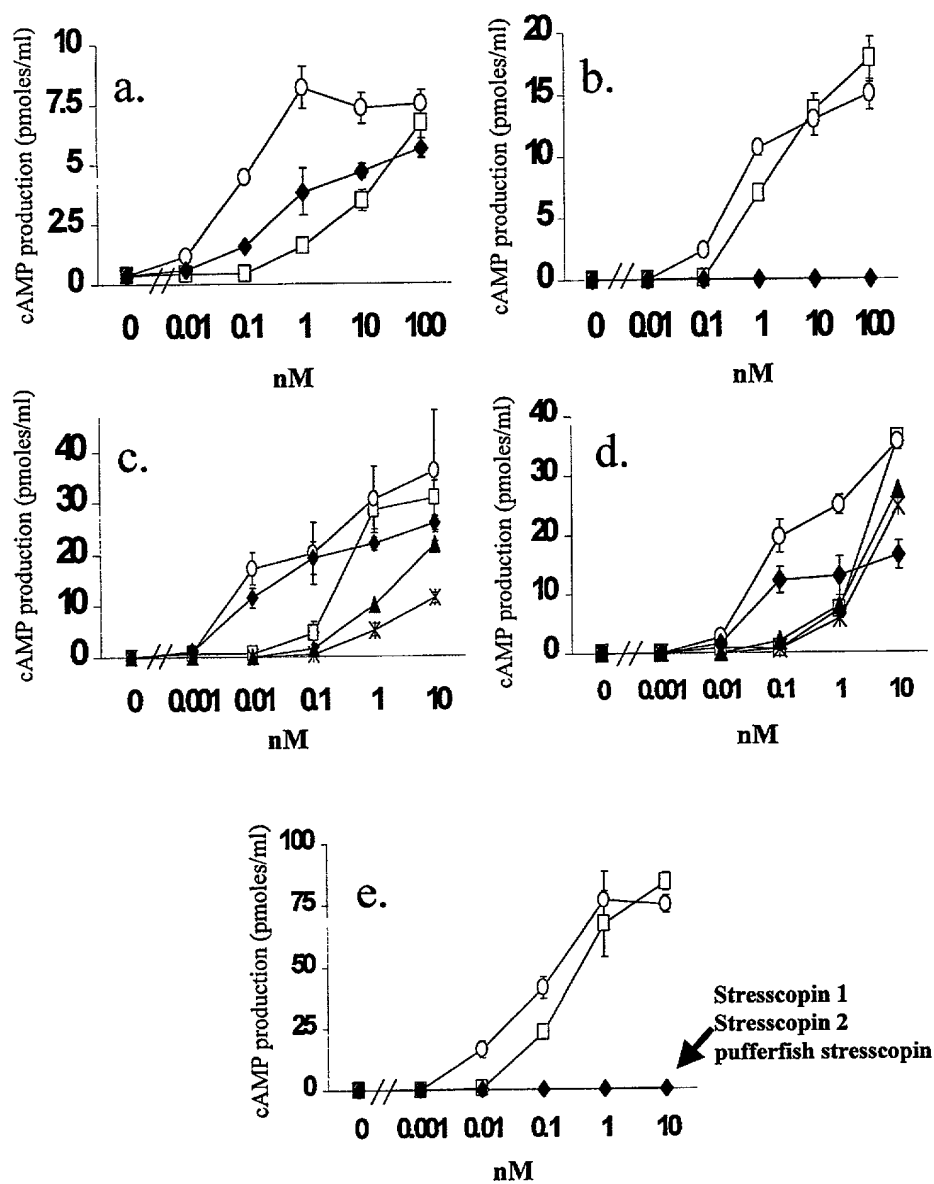 a.
cAMP production (pmoles/ml)
10
7.5
5
2.5
0
0 0.01 0.1 1 10 100
nM
b.
cAMP production (pmoles/ml)
20
15
10
5
0
0 0.01 0.1 1 10 100
nM
c.
cAMP production (pmoles/ml)
40
30
20
10
0
0 0.001 0.01 0.1 1 10
nM
d.
cAMP production (pmoles/ml)
40
30
20
10
0
0 0.001 0.01 0.1 1 10
nM
e.
cAMP production (pmoles/ml)
100
75
50
25
0
0 0.001 0.01 0.1 1 10
nM
Stresscopin 1
Stresscopin 2
pufferfish stresscopin